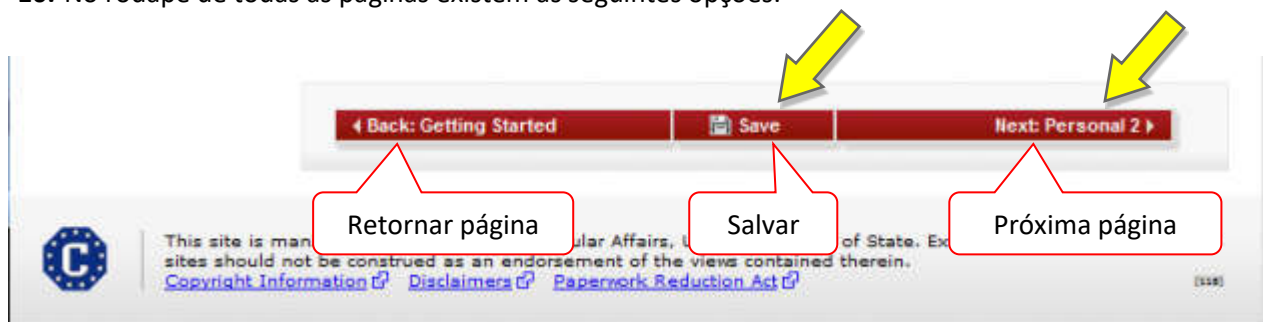 No rodapé de todas as páginas existem as seguintes opções:
Back: Getting Started Save Next: Personal 2
Retornar página Salvar Próxima página
This site is man ular Affairs, of State. Ex
sites should not be construed as an endorsement of the views contained therein.
Copyright Information Disclaimers Paperwork Reduction Act
C